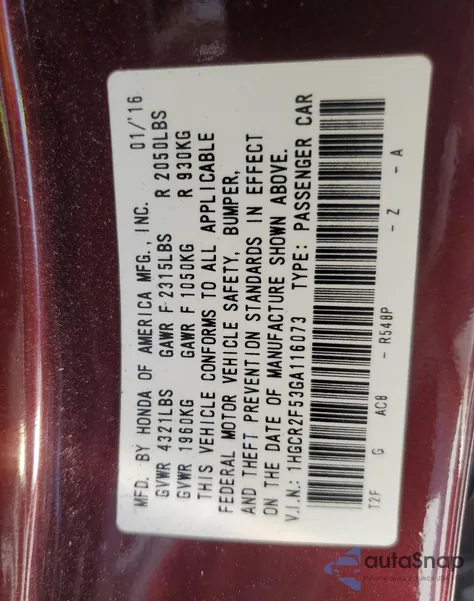 MFD. BY HONDA OF AMERICA MFG., INC. 01/'16
GVWR 4321LBS GAWR F 2315LBS R 2050LBS
GVWR 1960KG GAWR F 1050KG R 930KG
THIS VEHICLE CONFORMS TO ALL APPLICABLE
FEDERAL MOTOR VEHICLE SAFETY, BUMPER,
AND THEFT PREVENTION STANDARDS IN EFFECT
ON THE DATE OF MANUFACTURE SHOWN ABOVE.
V.I.N.: 1HGCR2F53GA116073 TYPE: PASSENGER CAR
T2F G AC8 - R548P - Z - A
autaSnap